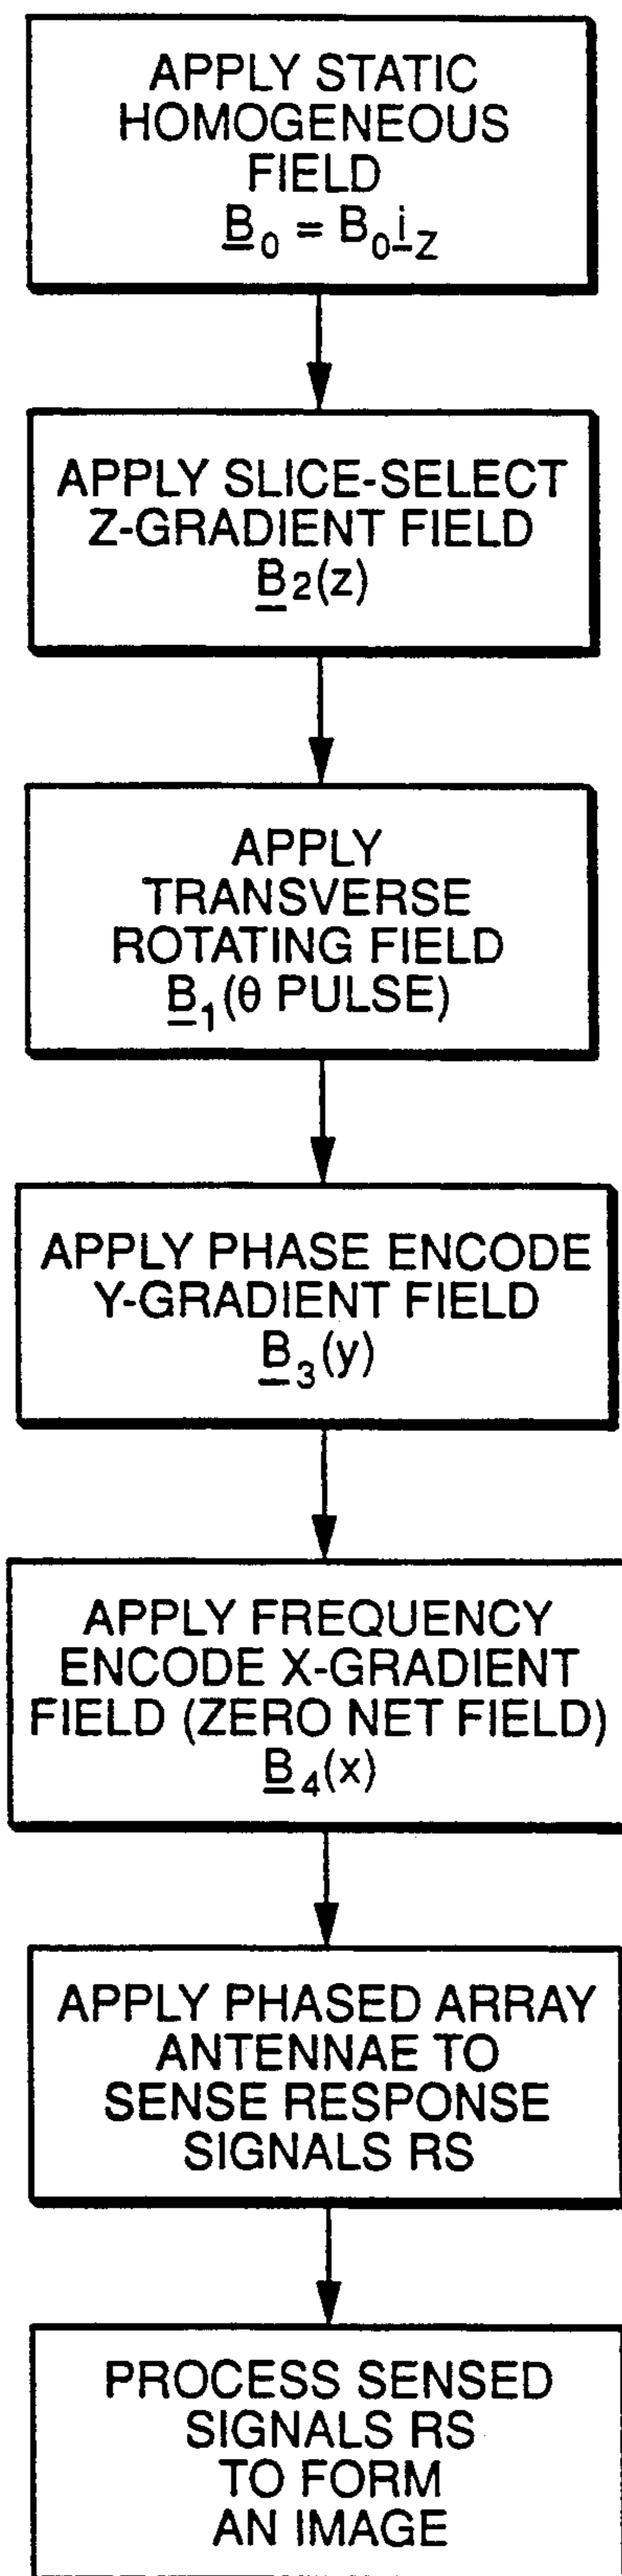 APPLY STATIC
HOMOGENEOUS
FIELD
B₀ = B₀i_Z
APPLY SLICE-SELECT
Z-GRADIENT FIELD
B₂(z)
APPLY
TRANSVERSE
ROTATING FIELD
B₁(θ PULSE)
APPLY PHASE ENCODE
Y-GRADIENT FIELD
B₃(y)
APPLY FREQUENCY
ENCODE X-GRADIENT
FIELD (ZERO NET FIELD)
B₄(x)
APPLY PHASED ARRAY
ANTENNAE TO
SENSE RESPONSE
SIGNALS RS
PROCESS SENSED
SIGNALS RS
TO FORM
AN IMAGE